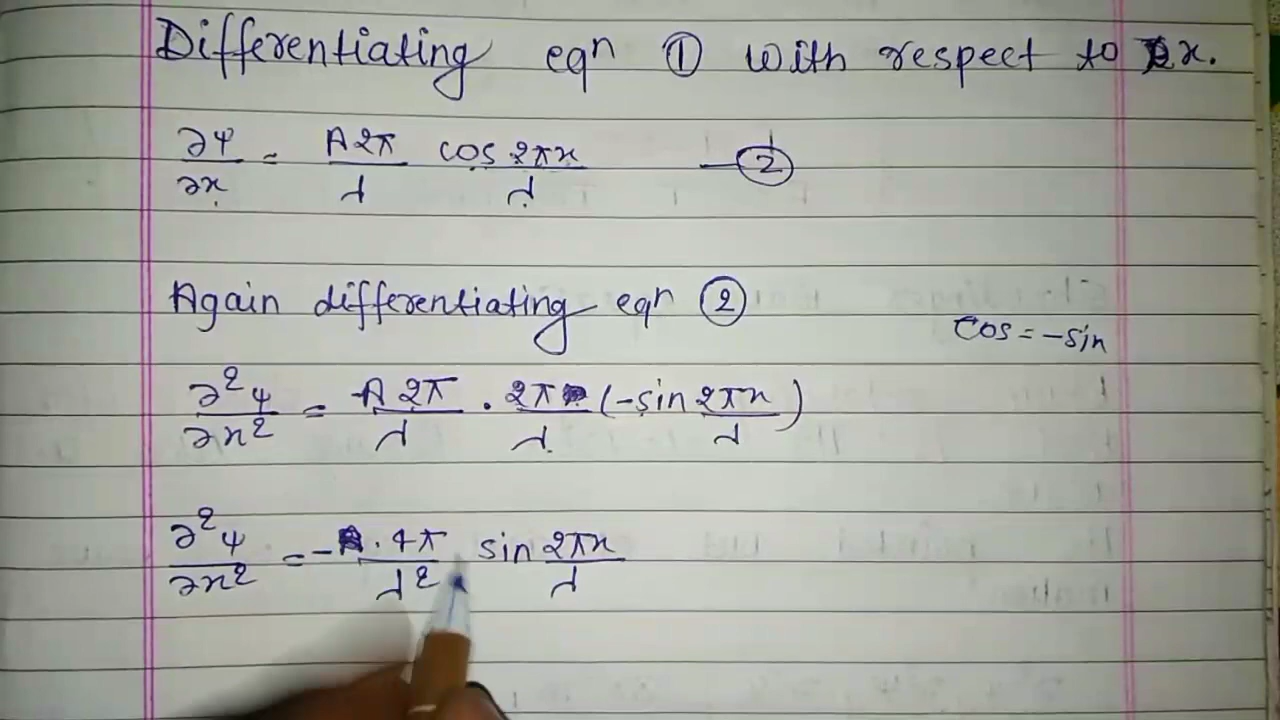 Differentiating eqn ① with respect to x.
∂ψ/∂x = A2π/λ cos 2πx/λ —②
Again differentiating eqn ②
cos = -sin
∂²ψ/∂x² = A2π/λ . 2π/λ (-sin 2πx/λ)
∂²ψ/∂x² = -A.4π/λ² sin 2πx/λ